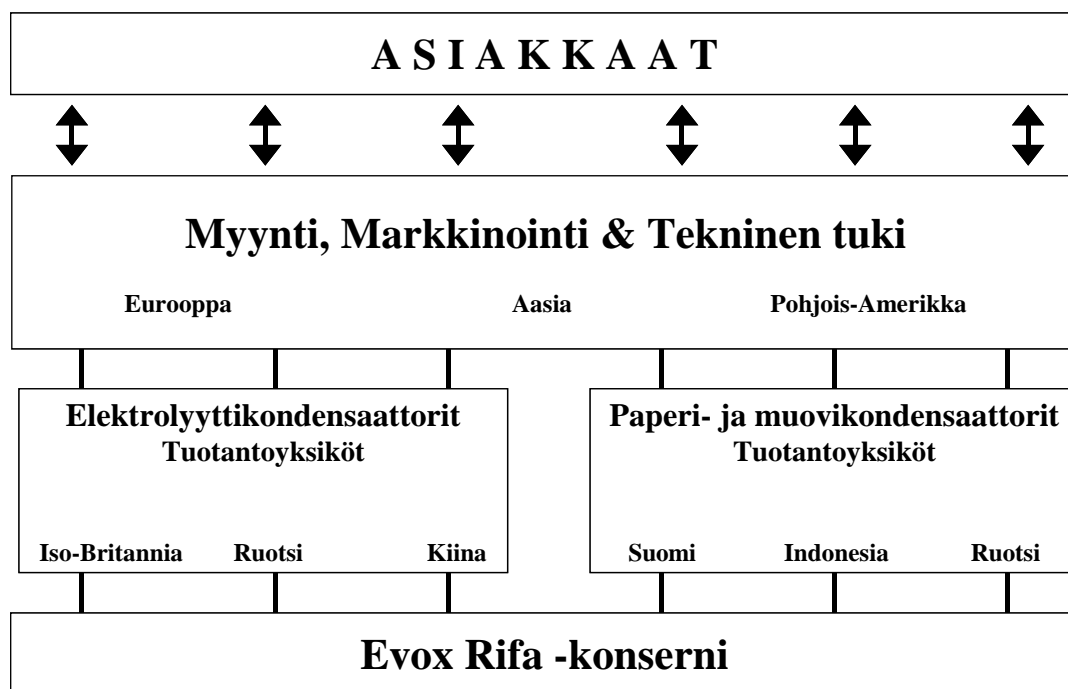 A S I A K K A A T
Myynti, Markkinointi & Tekninen tuki
Eurooppa Aasia Pohjois-Amerikka
Elektrolyyttikondensaattorit
Tuotantoyksiköt
Iso-Britannia Ruotsi Kiina
Paperi- ja muovikondensaattorit
Tuotantoyksiköt
Suomi Indonesia Ruotsi
Evox Rifa -konserni